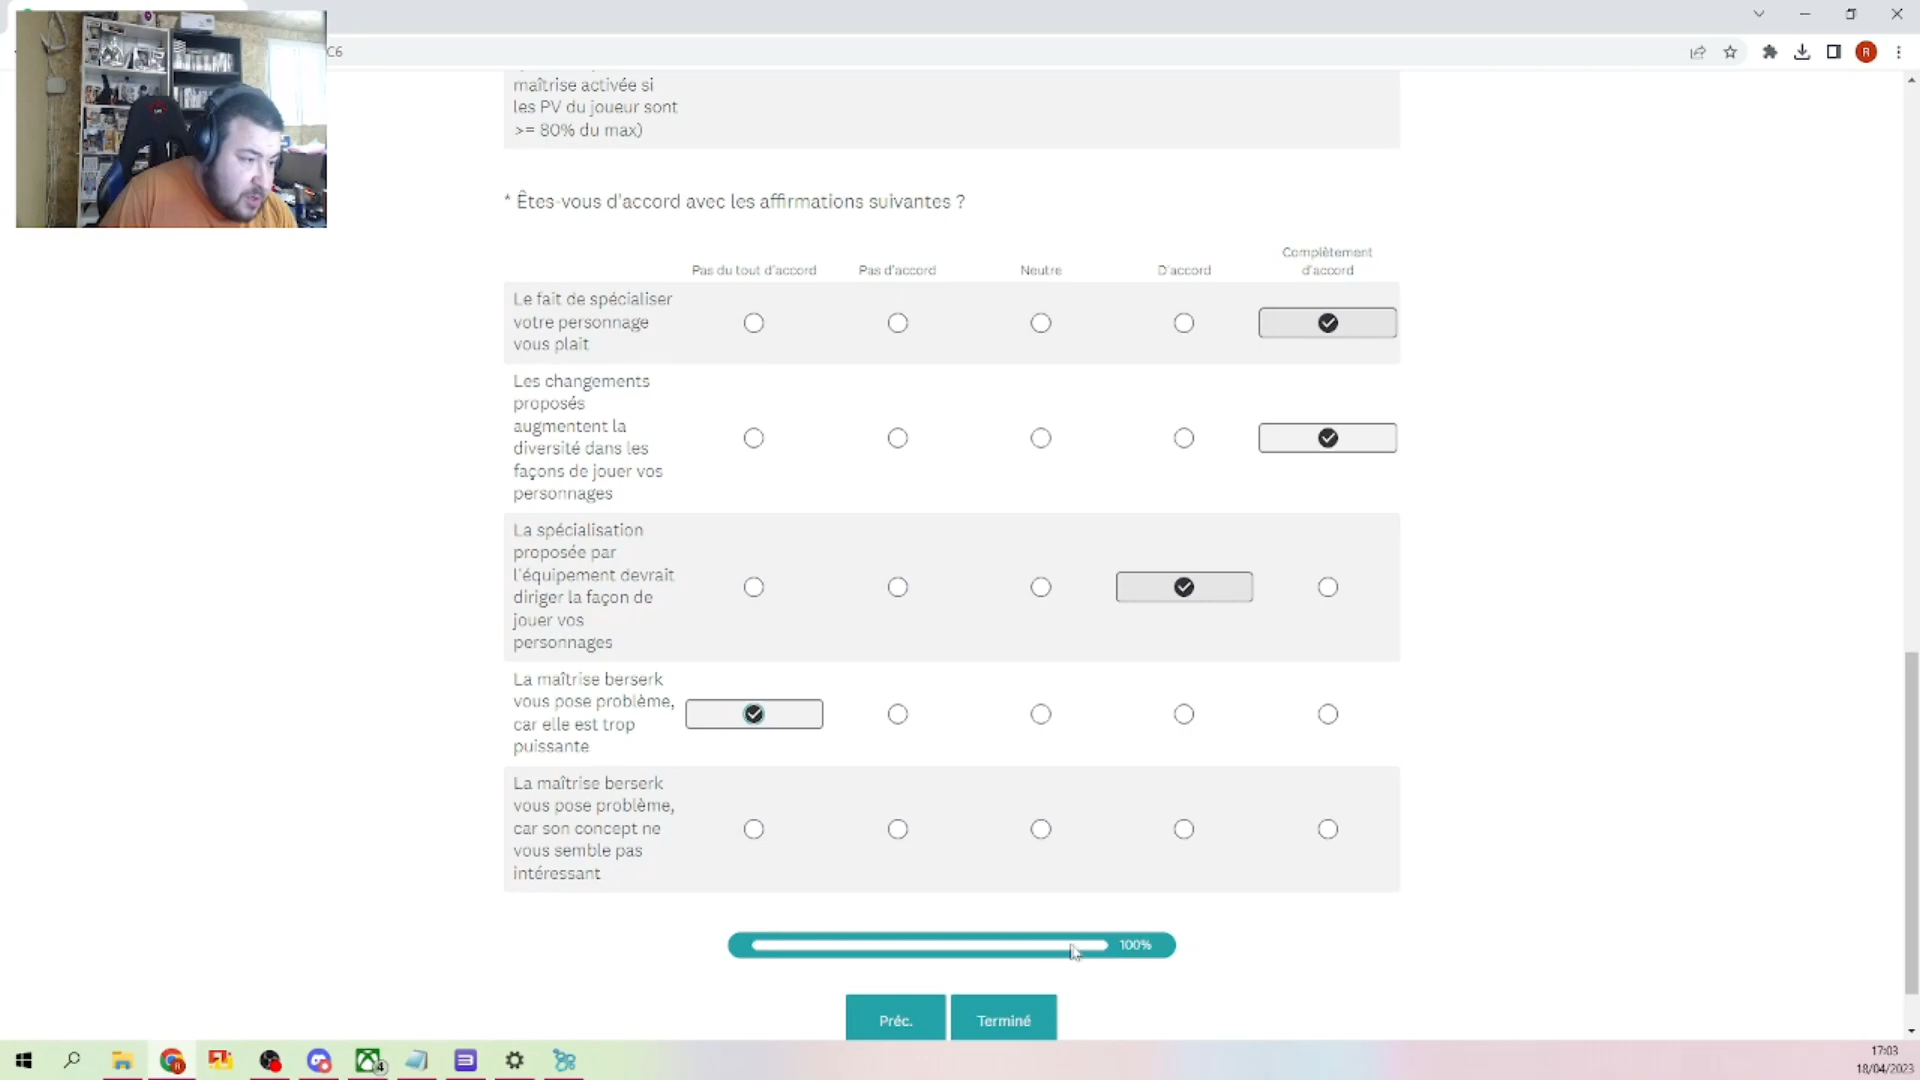 C6
R
maîtrise activée si
les PV du joueur sont
>= 80% du max)
* Êtes-vous d'accord avec les affirmations suivantes ?
Pas du tout d'accord
Pas d'accord
Neutre
D'accord
Complètement
d'accord
Le fait de spécialiser
votre personnage
vous plait
Les changements
proposés
augmentent la
diversité dans les
façons de jouer vos
personnages
La spécialisation
proposée par
l'équipement devrait
diriger la façon de
jouer vos
personnages
La maîtrise berserk
vous pose problème,
car elle est trop
puissante
La maîtrise berserk
vous pose problème,
car son concept ne
vous semble pas
intéressant
100%
Préc.
Terminé
R
4
17:03
18/04/2023